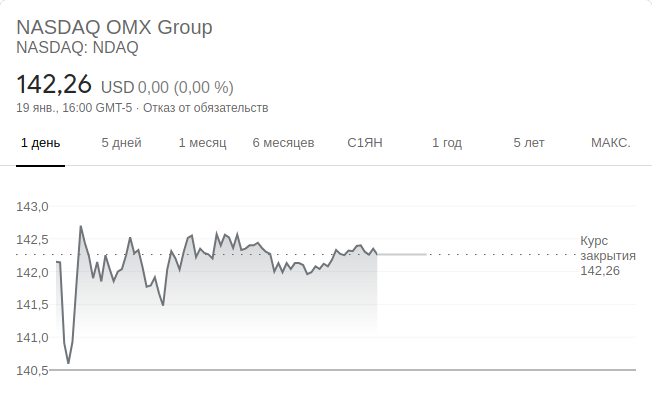 NASDAQ OMX Group
NASDAQ: NDAQ
142,26 USD 0,00 (0,00 %)
19 янв., 16:00 GMT-5 · Отказ от обязательств
1 день 5 дней 1 месяц 6 месяцев С1ЯН 1 год 5 лет МАКС.
143,0
142,5
Курс
закрытия
142,26
142,0
141,5
141,0
140,5